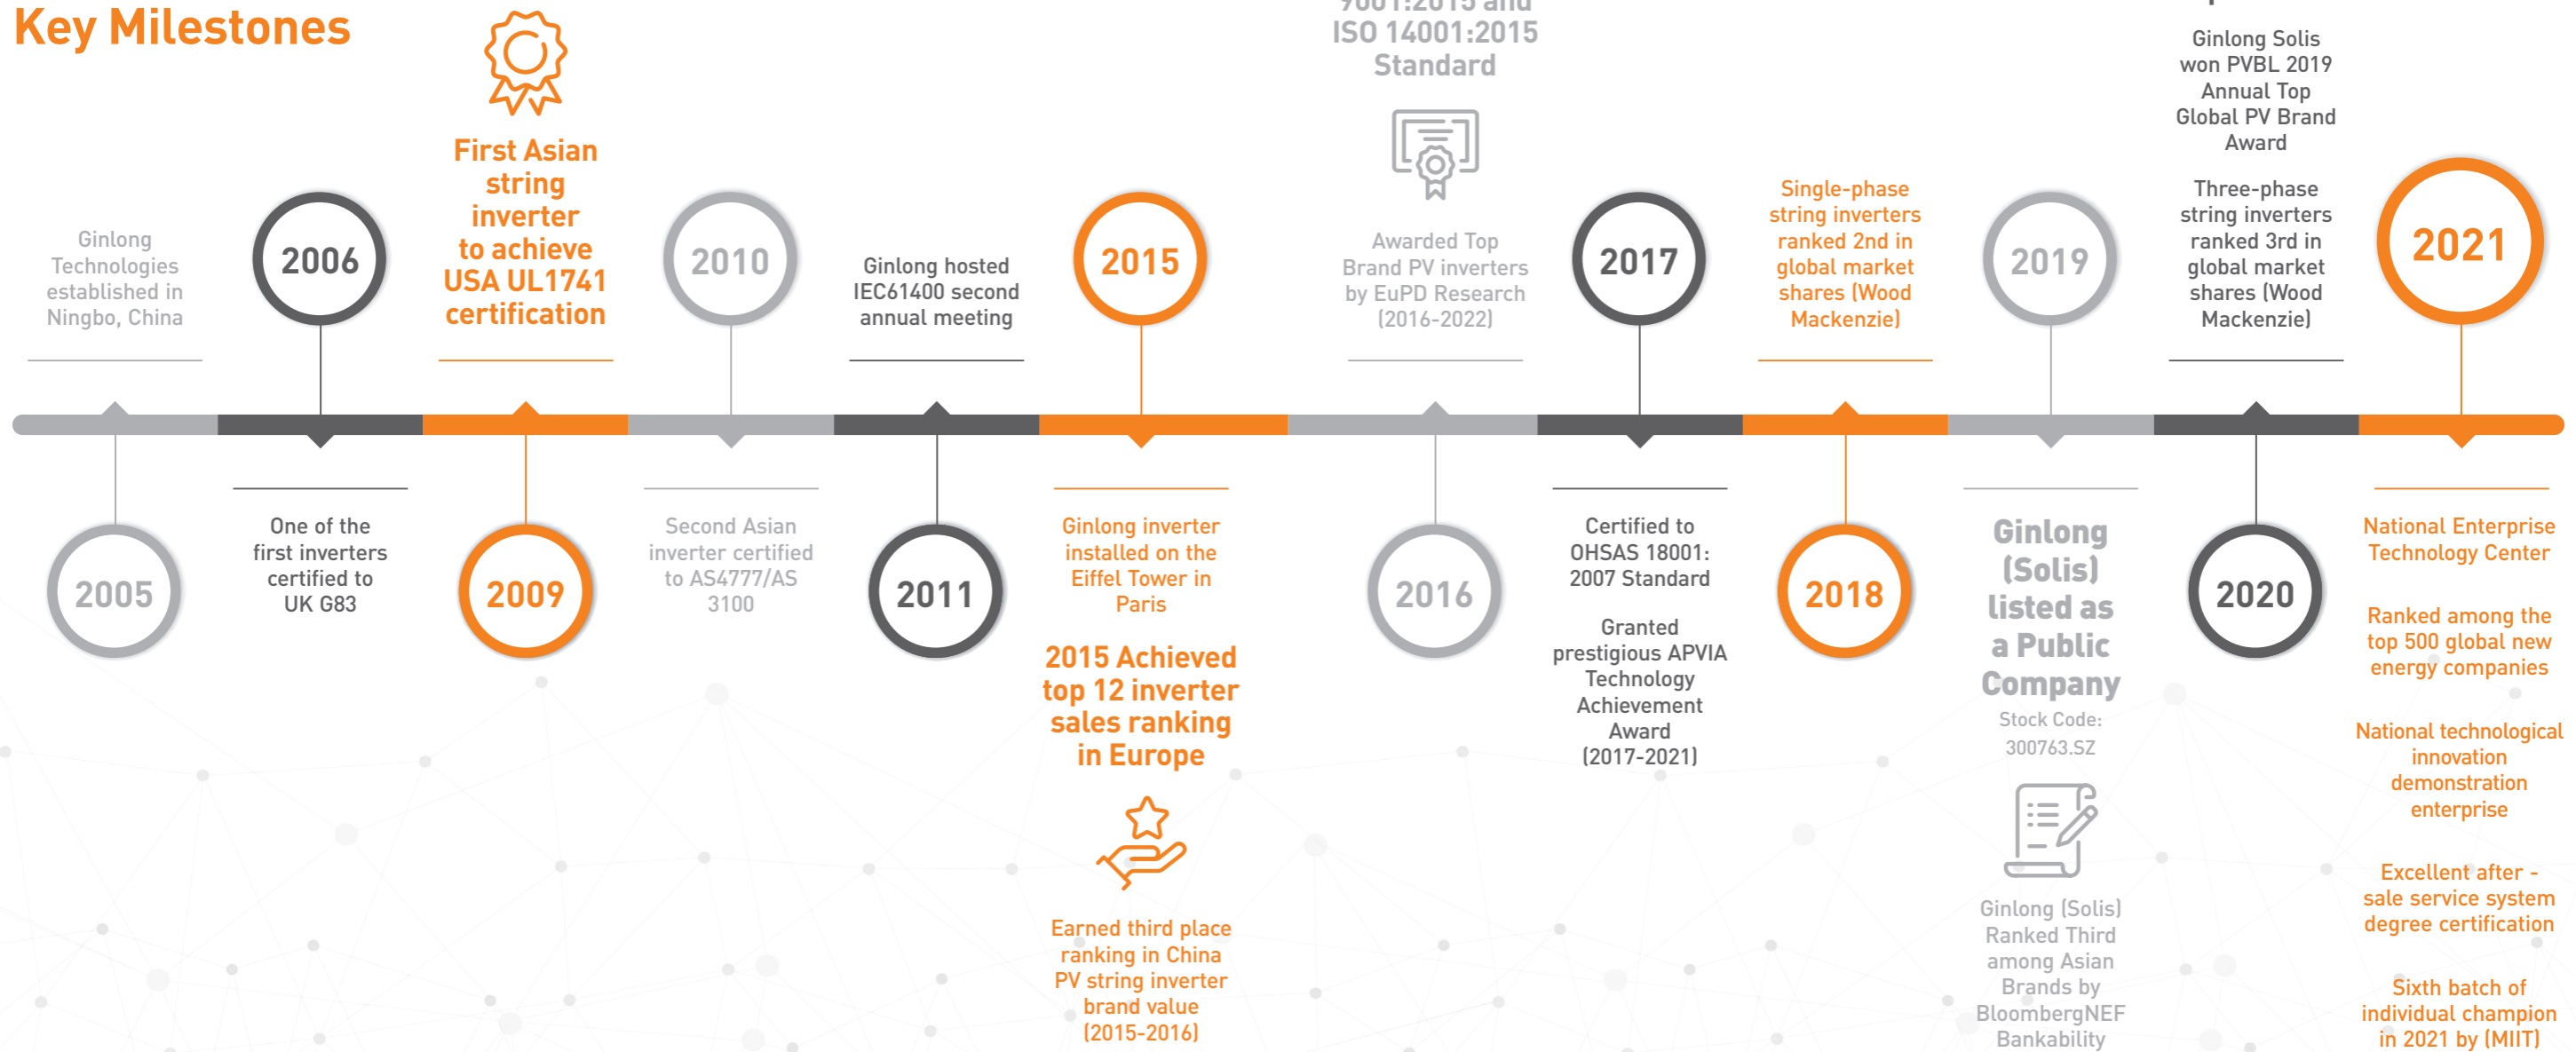 Key Milestones
Ginlong
Technologies
established in
Ningbo, China
2005
2006
One of the
first inverters
certified to
UK G83
First Asian
string
inverter
to achieve
USA UL1741
certification
2009
2010
Second Asian
inverter certified
to AS4777/AS
3100
Ginlong hosted
IEC61400 second
annual meeting
2011
2015
Ginlong inverter
installed on the
Eiffel Tower in
Paris
2015 Achieved
top 12 inverter
sales ranking
in Europe
Earned third place
ranking in China
PV string inverter
brand value
(2015-2016)
9001:2015 and
ISO 14001:2015
Standard
Awarded Top
Brand PV inverters
by EuPD Research
(2016-2022)
2016
2017
Certified to
OHSAS 18001:
2007 Standard
Granted
prestigious APVIA
Technology
Achievement
Award
(2017-2021)
Single-phase
string inverters
ranked 2nd in
global market
shares (Wood
Mackenzie)
2018
2019
Ginlong
(Solis)
listed as
a Public
Company
Stock Code:
300763.SZ
Ginlong (Solis)
Ranked Third
among Asian
Brands by
BloombergNEF
Bankability
Ginlong Solis
won PVBL 2019
Annual Top
Global PV Brand
Award
Three-phase
string inverters
ranked 3rd in
global market
shares (Wood
Mackenzie)
2020
2021
National Enterprise
Technology Center
Ranked among the
top 500 global new
energy companies
National technological
innovation
demonstration
enterprise
Excellent after -
sale service system
degree certification
Sixth batch of
individual champion
in 2021 by (MIIT)